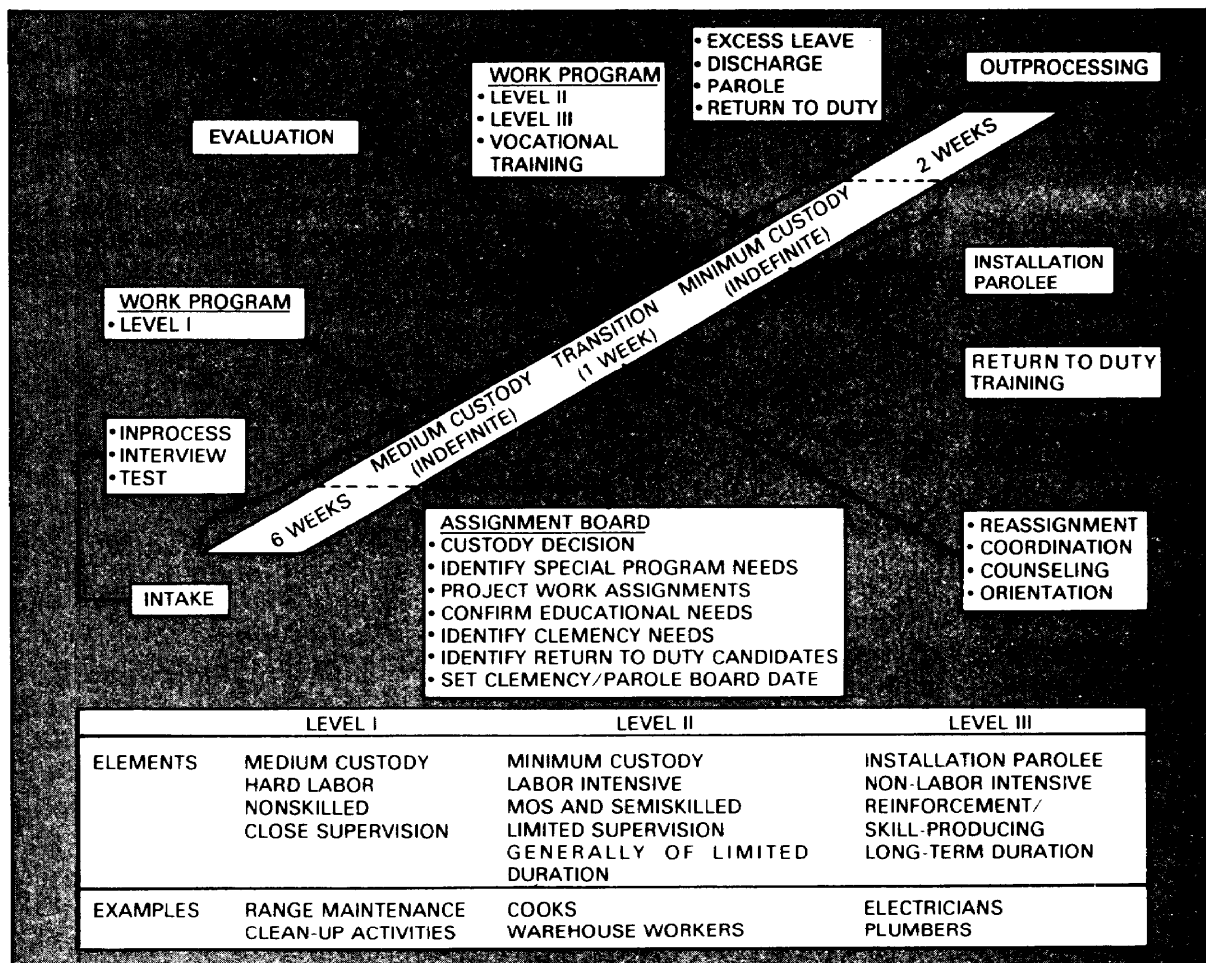 • EXCESS LEAVE
• DISCHARGE
• PAROLE
• RETURN TO DUTY
OUTPROCESSING
WORK PROGRAM
• LEVEL II
• LEVEL III
• VOCATIONAL
TRAINING
EVALUATION
2 WEEKS
MINIMUM CUSTODY
(INDEFINITE)
TRANSITION
(1 WEEK)
MEDIUM CUSTODY
(INDEFINITE)
6 WEEKS
INSTALLATION
PAROLEE
WORK PROGRAM
• LEVEL I
RETURN TO DUTY
TRAINING
• INPROCESS
• INTERVIEW
• TEST
INTAKE
ASSIGNMENT BOARD
• CUSTODY DECISION
• IDENTIFY SPECIAL PROGRAM NEEDS
• PROJECT WORK ASSIGNMENTS
• CONFIRM EDUCATIONAL NEEDS
• IDENTIFY CLEMENCY NEEDS
• IDENTIFY RETURN TO DUTY CANDIDATES
• SET CLEMENCY/PAROLE BOARD DATE
• REASSIGNMENT
• COORDINATION
• COUNSELING
• ORIENTATION
LEVEL I LEVEL II LEVEL III
ELEMENTS MEDIUM CUSTODY MINIMUM CUSTODY INSTALLATION PAROLEE
HARD LABOR LABOR INTENSIVE NON-LABOR INTENSIVE
NONSKILLED MOS AND SEMISKILLED REINFORCEMENT/
CLOSE SUPERVISION LIMITED SUPERVISION SKILL-PRODUCING
GENERALLY OF LIMITED LONG-TERM DURATION
DURATION
EXAMPLES RANGE MAINTENANCE COOKS ELECTRICIANS
CLEAN-UP ACTIVITIES WAREHOUSE WORKERS PLUMBERS